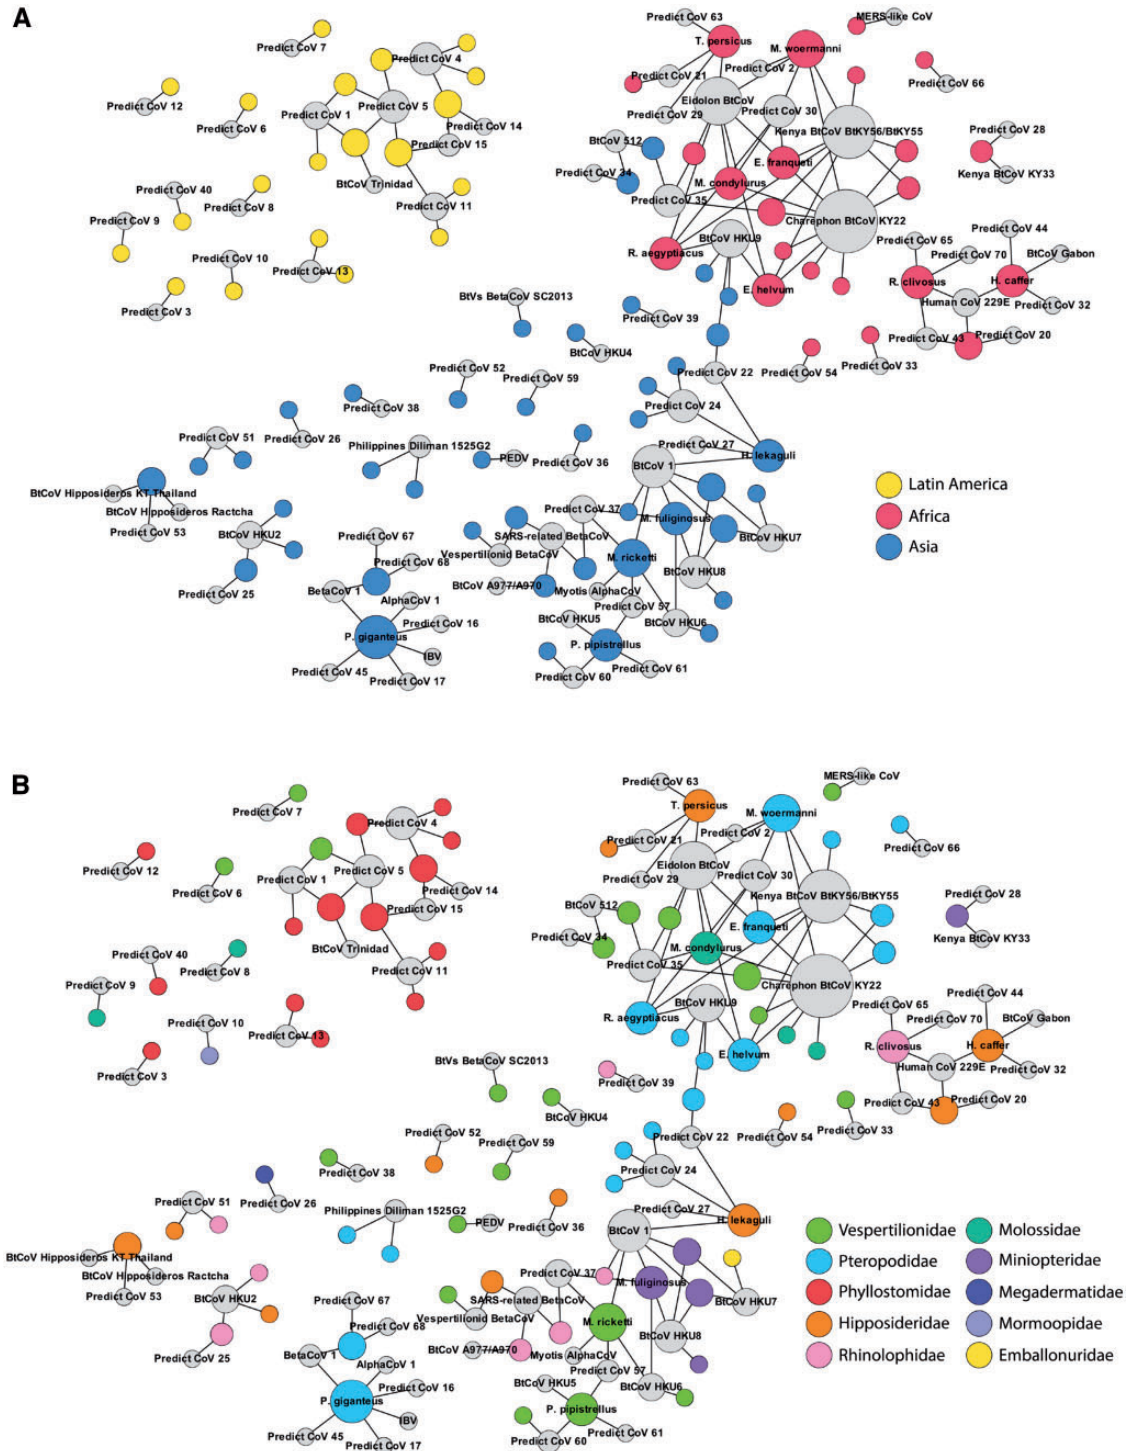 A
Predict CoV 63
MERS-like CoV
Predict CoV 7
T. persicus
M. woermanni
Predict CoV 4
Predict CoV 2
Predict CoV 21
Predict CoV 66
Predict CoV 12
Predict CoV 5
Eidolon BtCoV
Predict CoV 1
Predict CoV 29
Predict CoV 30
Predict CoV 6
Predict CoV 14
Kenya BtCoV BtKY56/BtKY55
Predict CoV 28
BtCoV 512
Predict CoV 15
E. franqueti
Predict CoV 34
Kenya BtCoV KY33
BtCoV Trinidad
M. condylurus
Predict CoV 40
Predict CoV 35
Predict CoV 8
Predict CoV 11
Charephon BtCoV KY22
Predict CoV 9
Predict CoV 44
BtCoV HKU9
Predict CoV 65
R. aegyptiacus
Predict CoV 70
BtCoV Gabon
Predict CoV 10
Predict CoV 13
R. clivosus
H. caffer
E. helvum
BtVs BetaCoV SC2013
Human CoV 229E
Predict CoV 32
Predict CoV 3
Predict CoV 39
Predict CoV 43
Predict CoV 20
BtCoV HKU4
Predict CoV 52
Predict CoV 33
Predict CoV 22
Predict CoV 54
Predict CoV 59
Predict CoV 38
Predict CoV 24
Predict CoV 51
Predict CoV 26
Philippines Diliman 1525G2
Predict CoV 27
PEDV
H. lekaguli
Predict CoV 36
BtCoV 1
Latin America
BtCoV Hipposideros KT Thailand
Predict CoV 37
BtCoV Hipposideros Ractcha
M. fuliginosus
Africa
Predict CoV 53
BtCoV HKU2
Predict CoV 67
SARS-related BetaCoV
BtCoV HKU7
Asia
Vespertilionid BetaCoV
M. ricketti
Predict CoV 68
BtCoV HKU8
BtCoV A977/A970
BetaCoV 1
Myotis AlphaCoV
Predict CoV 25
AlphaCoV 1
Predict CoV 57
BtCoV HKU5
Predict CoV 16
BtCoV HKU6
P. giganteus
P. pipistrellus
IBV
Predict CoV 45
Predict CoV 61
Predict CoV 17
Predict CoV 60
B
Predict CoV 63
MERS-like CoV
Predict CoV 7
T. persicus
M. woermanni
Predict CoV 4
Predict CoV 2
Predict CoV 21
Predict CoV 66
Predict CoV 12
Predict CoV 5
Eidolon BtCoV
Predict CoV 1
Predict CoV 29
Predict CoV 30
Predict CoV 6
Predict CoV 14
Kenya BtCoV BtKY56/BtKY55
Predict CoV 28
BtCoV 512
Predict CoV 15
E. franqueti
Predict CoV 34
Kenya BtCoV KY33
BtCoV Trinidad
M. condylurus
Predict CoV 40
Predict CoV 35
Predict CoV 8
Predict CoV 11
Charephon BtCoV KY22
Predict CoV 9
Predict CoV 44
BtCoV HKU9
Predict CoV 65
R. aegyptiacus
Predict CoV 70
BtCoV Gabon
Predict CoV 10
Predict CoV 13
R. clivosus
H. caffer
E. helvum
BtVs BetaCoV SC2013
Human CoV 229E
Predict CoV 32
Predict CoV 3
Predict CoV 39
Predict CoV 43
Predict CoV 20
BtCoV HKU4
Predict CoV 52
Predict CoV 33
Predict CoV 22
Predict CoV 54
Predict CoV 59
Predict CoV 38
Predict CoV 24
Predict CoV 51
Predict CoV 26
Philippines Diliman 1525G2
Predict CoV 27
PEDV
H. lekaguli
Predict CoV 36
BtCoV 1
Vespertilionidae
Molossidae
BtCoV Hipposideros KT Thailand
Pteropodidae
Miniopteridae
Predict CoV 37
BtCoV Hipposideros Ractcha
M. fuliginosus
Phyllostomidae
Megadermatidae
Predict CoV 53
BtCoV HKU2
Predict CoV 67
SARS-related BetaCoV
BtCoV HKU7
Vespertilionid BetaCoV
M. ricketti
Hipposideridae
Mormoopidae
Predict CoV 68
BtCoV HKU8
BtCoV A977/A970
BetaCoV 1
Myotis AlphaCoV
Rhinolophidae
Emballonuridae
Predict CoV 25
AlphaCoV 1
Predict CoV 57
BtCoV HKU5
Predict CoV 16
BtCoV HKU6
P. giganteus
P. pipistrellus
IBV
Predict CoV 45
Predict CoV 61
Predict CoV 17
Predict CoV 60